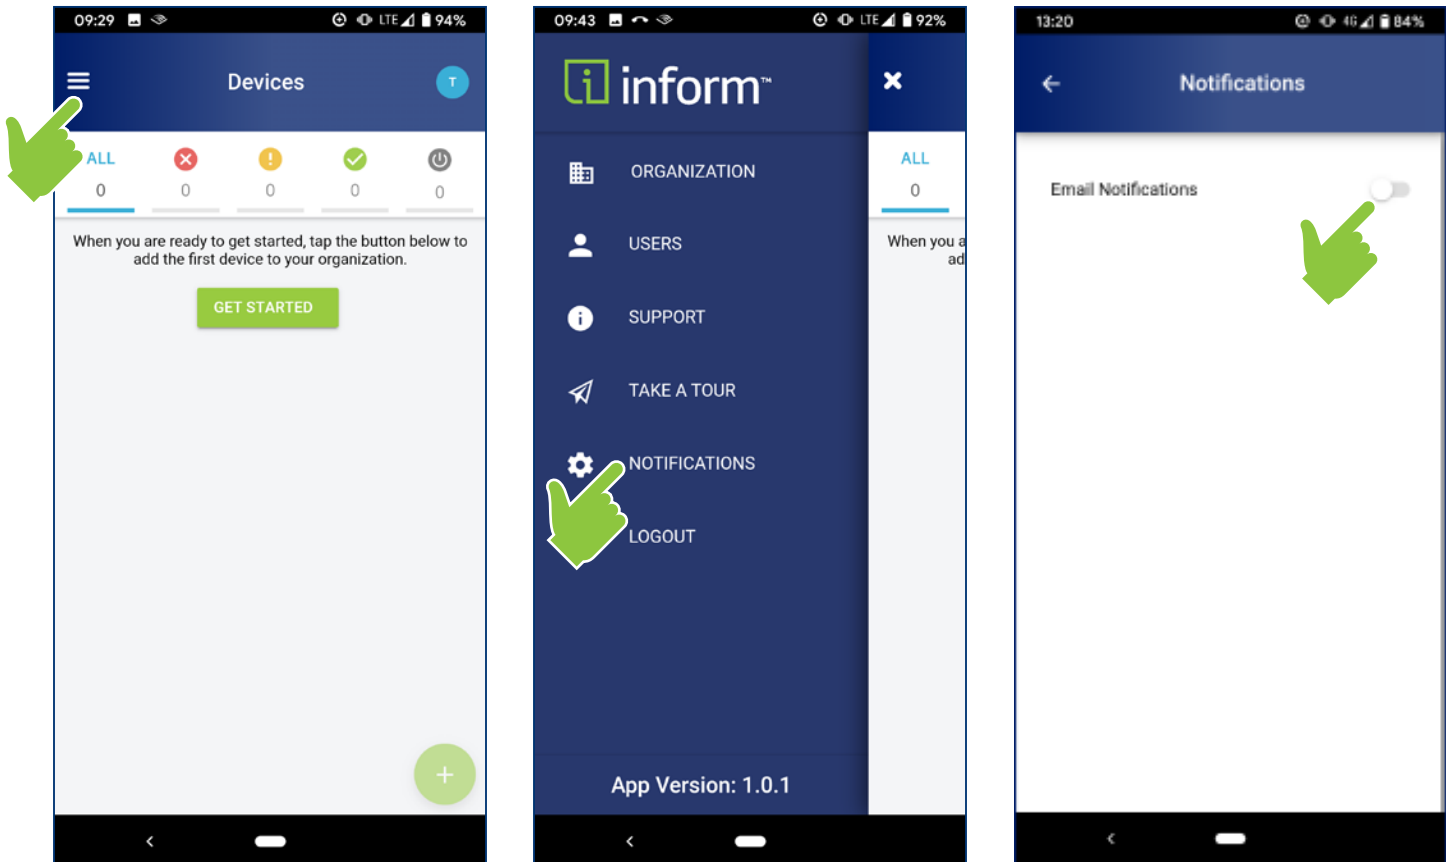 09:29
LTE
94%
Devices
T
ALL
0
0
0
0
0
When you are ready to get started, tap the button below to
add the first device to your organization.
GET STARTED
+
09:43
LTE
92%
inform™
ORGANIZATION
USERS
SUPPORT
TAKE A TOUR
NOTIFICATIONS
LOGOUT
App Version: 1.0.1
ALL
0
When you a
ad
13:20
4G
84%
Notifications
Email Notifications